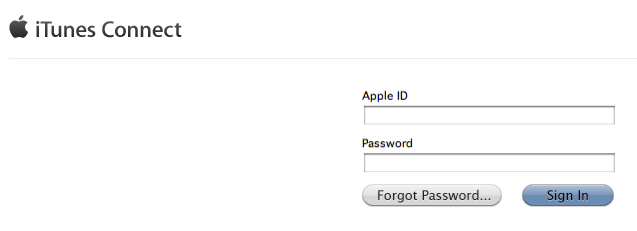 iTunes Connect
Apple ID
Password
Forgot Password...
Sign In